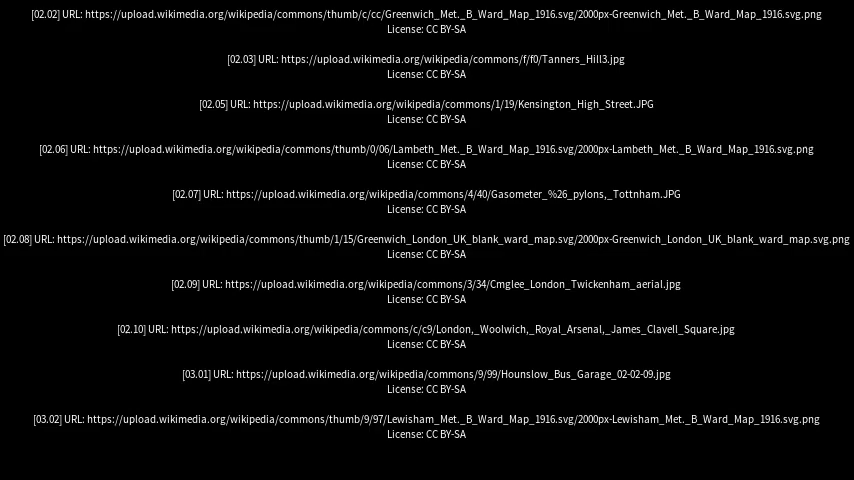 [02.02] URL: https://upload.wikimedia.org/wikipedia/commons/thumb/c/cc/Greenwich_Met._B_Ward_Map_1916.svg/2000px-Greenwich_Met._B_Ward_Map_1916.svg.png
License: CC BY-SA
[02.03] URL: https://upload.wikimedia.org/wikipedia/commons/f/f0/Tanners_Hill3.jpg
License: CC BY-SA
[02.05] URL: https://upload.wikimedia.org/wikipedia/commons/1/19/Kensington_High_Street.JPG
License: CC BY-SA
[02.06] URL: https://upload.wikimedia.org/wikipedia/commons/thumb/0/06/Lambeth_Met._B_Ward_Map_1916.svg/2000px-Lambeth_Met._B_Ward_Map_1916.svg.png
License: CC BY-SA
[02.07] URL: https://upload.wikimedia.org/wikipedia/commons/4/40/Gasometer_%26_pylons,_Tottnham.JPG
License: CC BY-SA
[02.08] URL: https://upload.wikimedia.org/wikipedia/commons/thumb/1/15/Greenwich_London_UK_blank_ward_map.svg/2000px-Greenwich_London_UK_blank_ward_map.svg.png
License: CC BY-SA
[02.09] URL: https://upload.wikimedia.org/wikipedia/commons/3/34/Cmglee_London_Twickenham_aerial.jpg
License: CC BY-SA
[02.10] URL: https://upload.wikimedia.org/wikipedia/commons/c/c9/London,_Woolwich,_Royal_Arsenal,_James_Clavell_Square.jpg
License: CC BY-SA
[03.01] URL: https://upload.wikimedia.org/wikipedia/commons/9/99/Hounslow_Bus_Garage_02-02-09.jpg
License: CC BY-SA
[03.02] URL: https://upload.wikimedia.org/wikipedia/commons/thumb/9/97/Lewisham_Met._B_Ward_Map_1916.svg/2000px-Lewisham_Met._B_Ward_Map_1916.svg.png
License: CC BY-SA